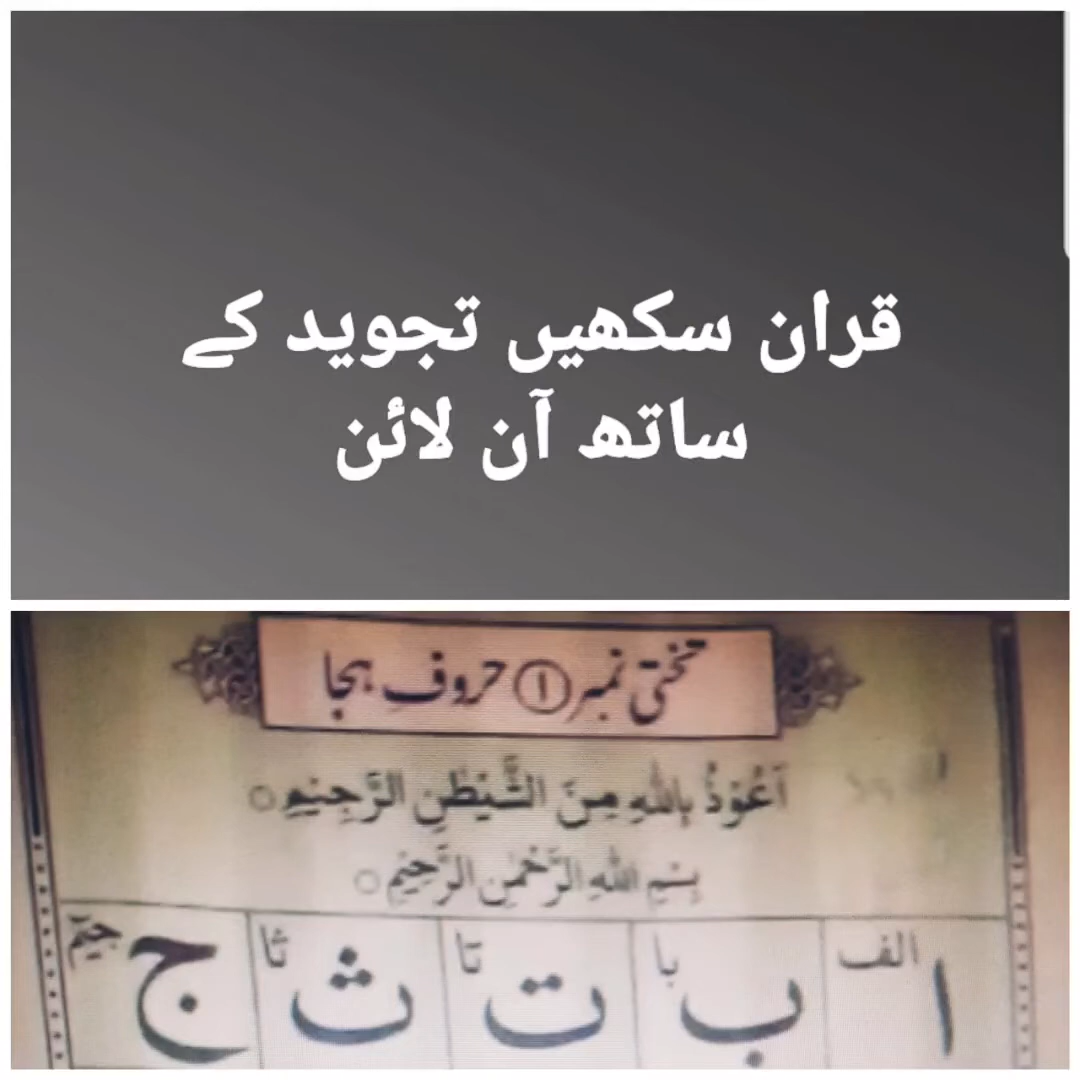 قران سکھیں تجوید کے
ساتھ آن لائن
تختی نمبر ۱ حروف ہجا
اَعُوْذُ بِاللّٰهِ مِنَ الشَّيْطٰنِ الرَّجِيْمِ
بِسْمِ اللّٰهِ الرَّحْمٰنِ الرَّحِيْمِ
ا الف ب با ت تا ث ثا ج جیم